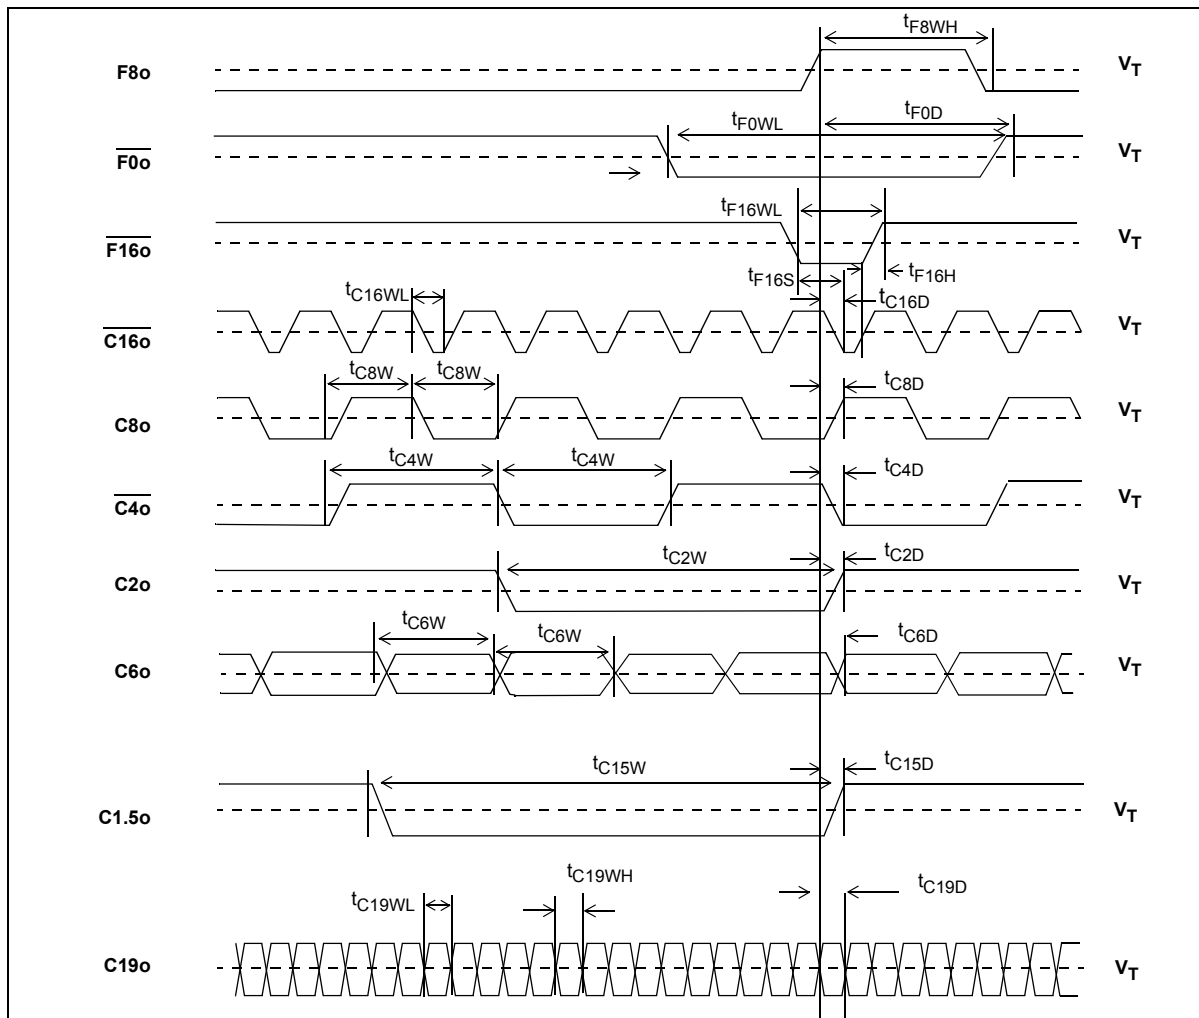 tF8WH
F8o VT
tF0WL tF0D
F0o VT
tF16WL
F16o VT
tF16S tF16H
tC16WL tC16D
C16o VT
tC8W tC8W tC8D
C8o VT
tC4W tC4W tC4D
C4o VT
tC2W tC2D
C2o VT
tC6W tC6W tC6D
C6o VT
tC15W tC15D
C1.5o VT
tC19WH tC19D
tC19WL
C19o VT